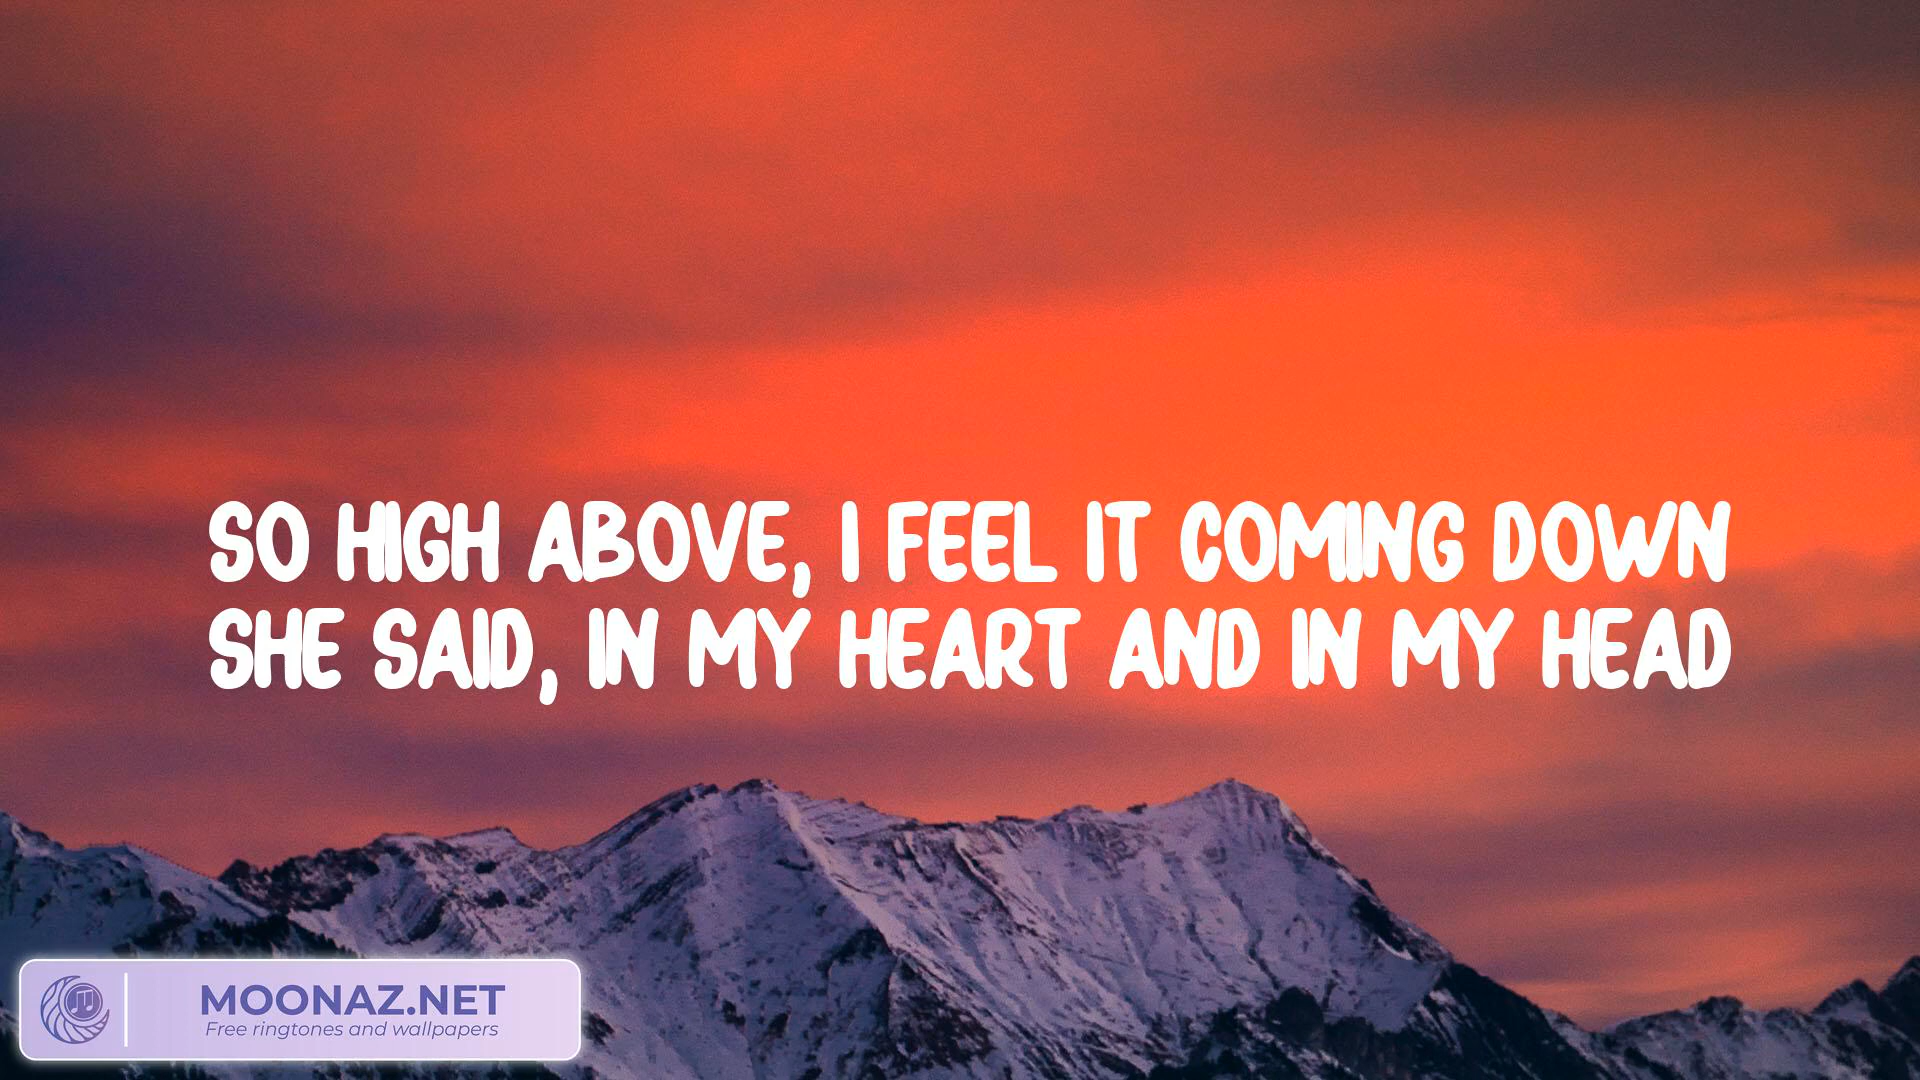 SO HIGH ABOVE, I FEEL IT COMING DOWN
SHE SAID, IN MY HEART AND IN MY HEAD
MOONAZ.NET
Free ringtones and wallpapers